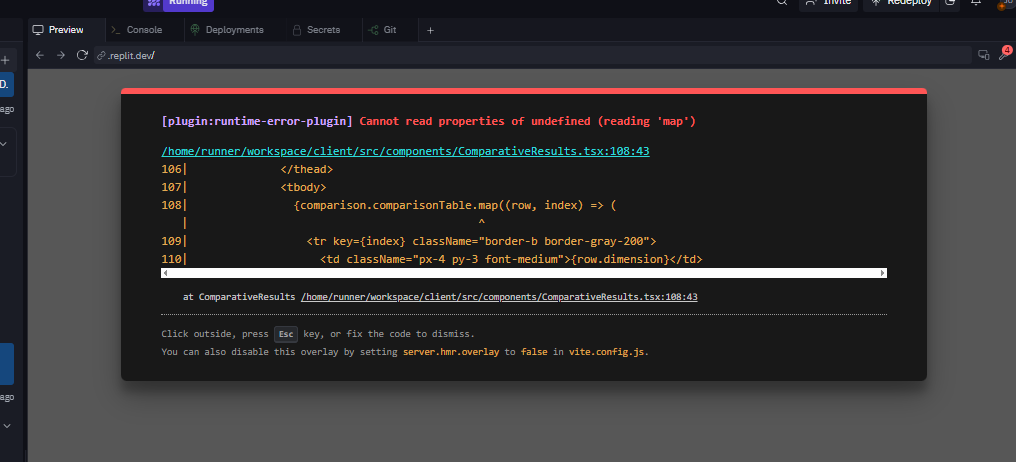 Running
Invite
Redeploy
Preview
Console
Deployments
Secrets
Git
+
.replit.dev/
4
+
D.
ago
[plugin:runtime-error-plugin] Cannot read properties of undefined (reading 'map')
/home/runner/workspace/client/src/components/ComparativeResults.tsx:108:43
106|              </thead>
107|              <tbody>
108|                {comparison.comparisonTable.map((row, index) => (
   |                                            ^
109|                  <tr key={index} className="border-b border-gray-200">
110|                    <td className="px-4 py-3 font-medium">{row.dimension}</td>
at ComparativeResults /home/runner/workspace/client/src/components/ComparativeResults.tsx:108:43
Click outside, press Esc key, or fix the code to dismiss.
You can also disable this overlay by setting server.hmr.overlay to false in vite.config.js.
ago